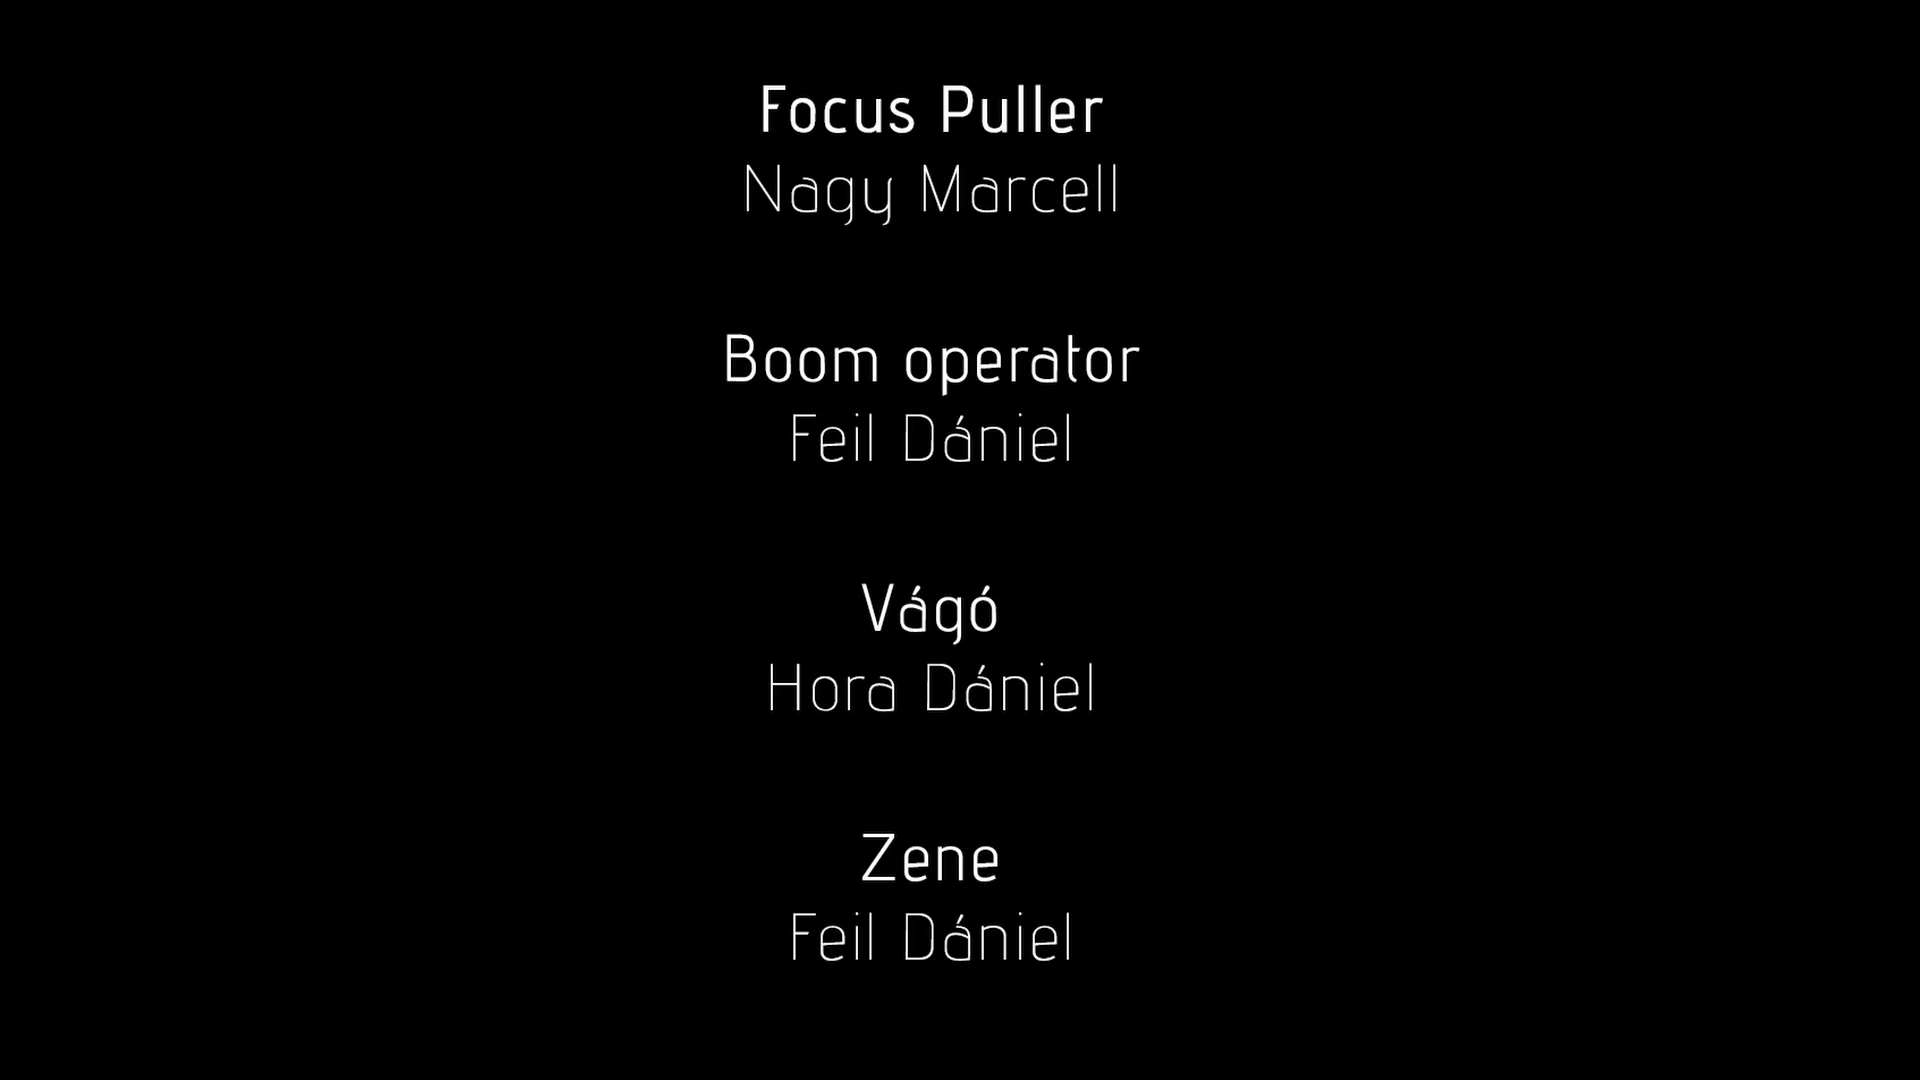 Focus Puller
Nagy Marcell
Boom operator
Feil Dániel
Vágó
Hora Dániel
Zene
Feil Dániel